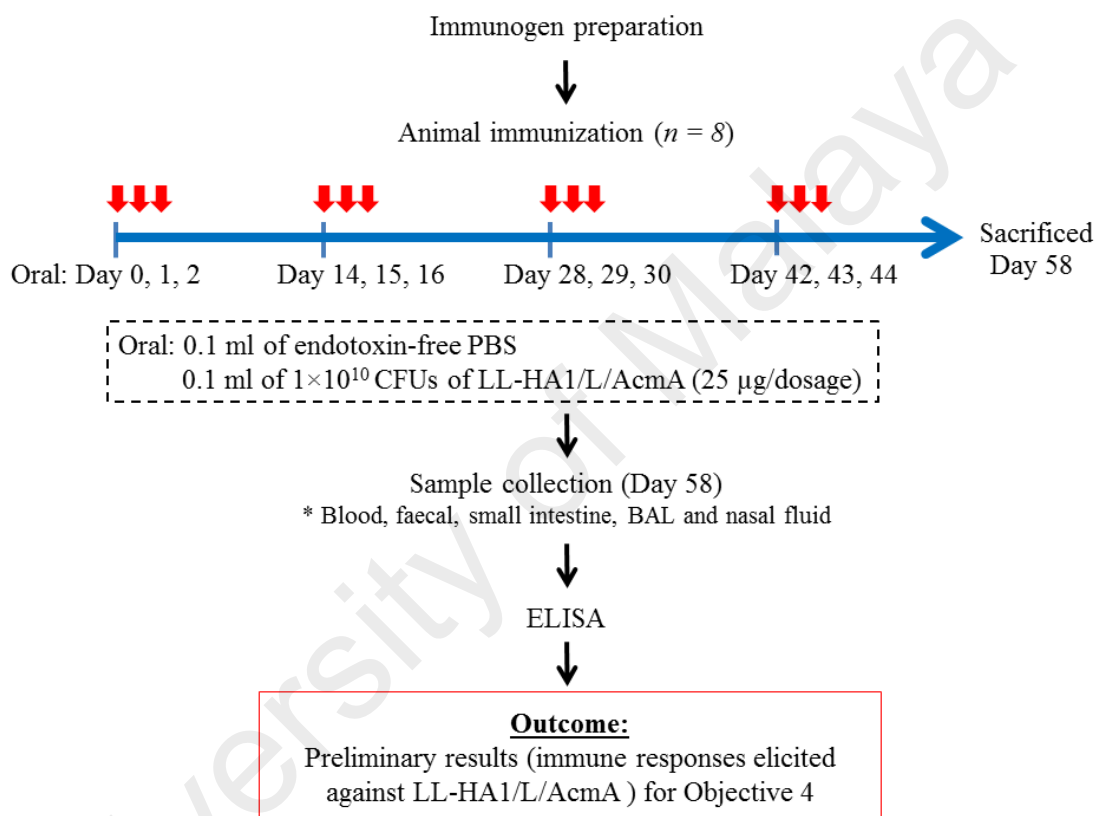 Immunogen preparation
Animal immunization (n = 8)
Oral: Day 0, 1, 2
Day 14, 15, 16
Day 28, 29, 30
Day 42, 43, 44
Sacrificed
Day 58
Oral: 0.1 ml of endotoxin-free PBS
0.1 ml of 1×10¹⁰ CFUs of LL-HA1/L/AcmA (25 µg/dosage)
Sample collection (Day 58)
* Blood, faecal, small intestine, BAL and nasal fluid
ELISA
Outcome:
Preliminary results (immune responses elicited
against LL-HA1/L/AcmA ) for Objective 4
versity of Malaya